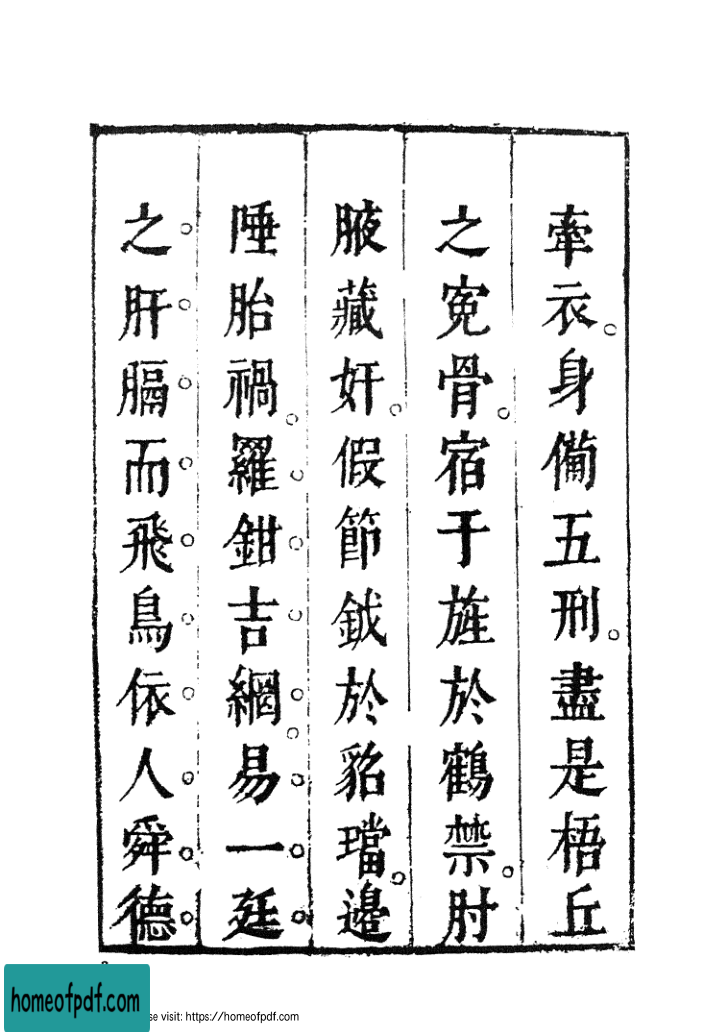 牽衣。身備五刑。盡是梧丘
之寃骨。宿于旌於鶴禁。肘
腋藏奸。假節鉞於貂璫。邊
陲胎禍。羅鉗吉網。易一廷
之肝膈而飛鳥依人舜德
homeofpdf.com
se visit: https://homeofpdf.com